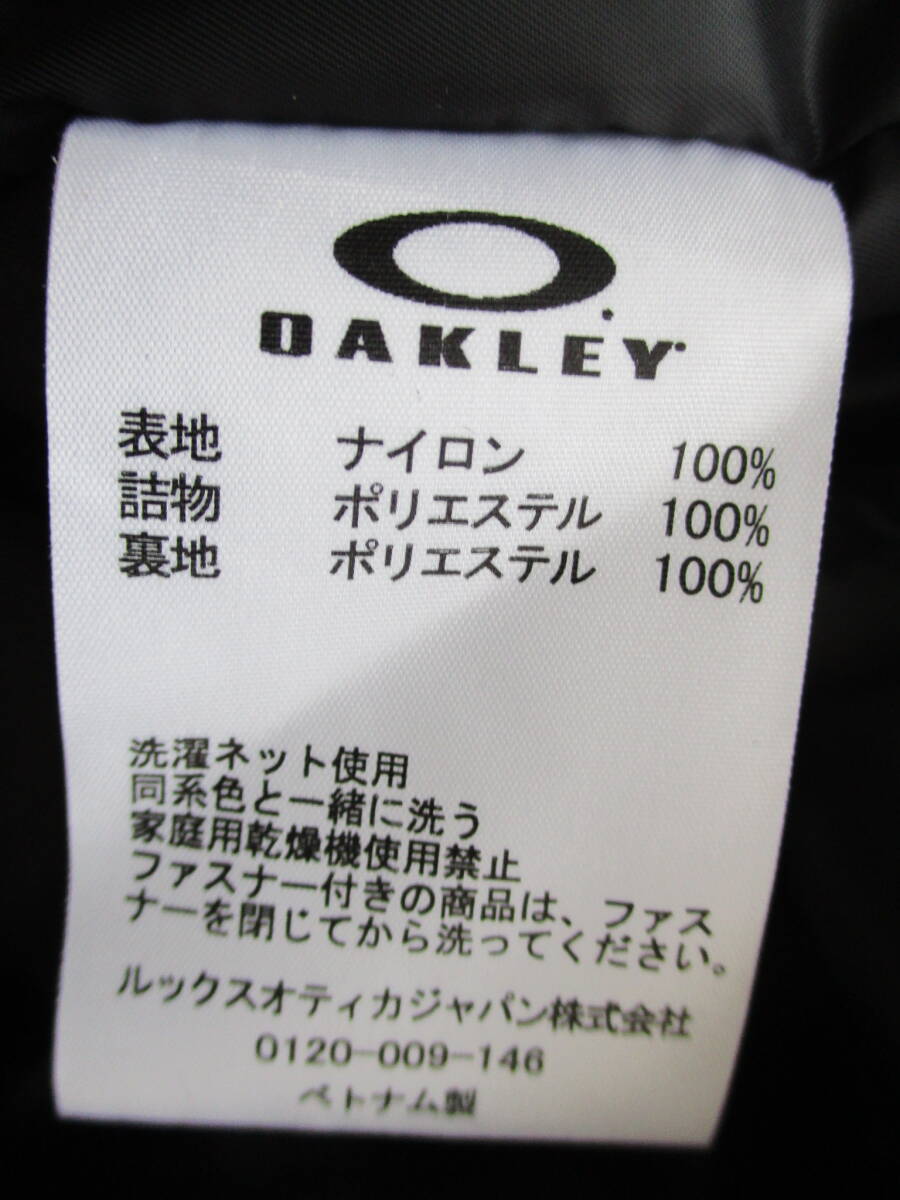 OAKLEY
表地 ナイロン 100%
詰物 ポリエステル 100%
裏地 ポリエステル 100%
洗濯ネット使用
同系色と一緒に洗う
家庭用乾燥機使用禁止
ファスナー付きの商品は、ファス
ナーを閉じてから洗ってください。
ルックスオティカジャパン株式会社
0120-009-146
ベトナム製